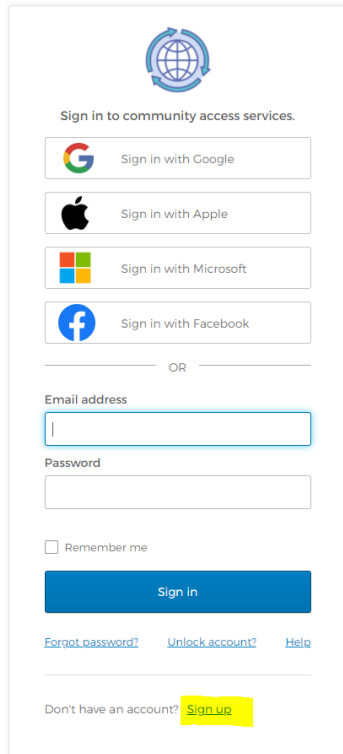 Sign in to community access services.
Sign in with Google
Sign in with Apple
Sign in with Microsoft
Sign in with Facebook
OR
Email address
Password
Remember me
Sign in
Forgot password? Unlock account? Help
Don't have an account? Sign up